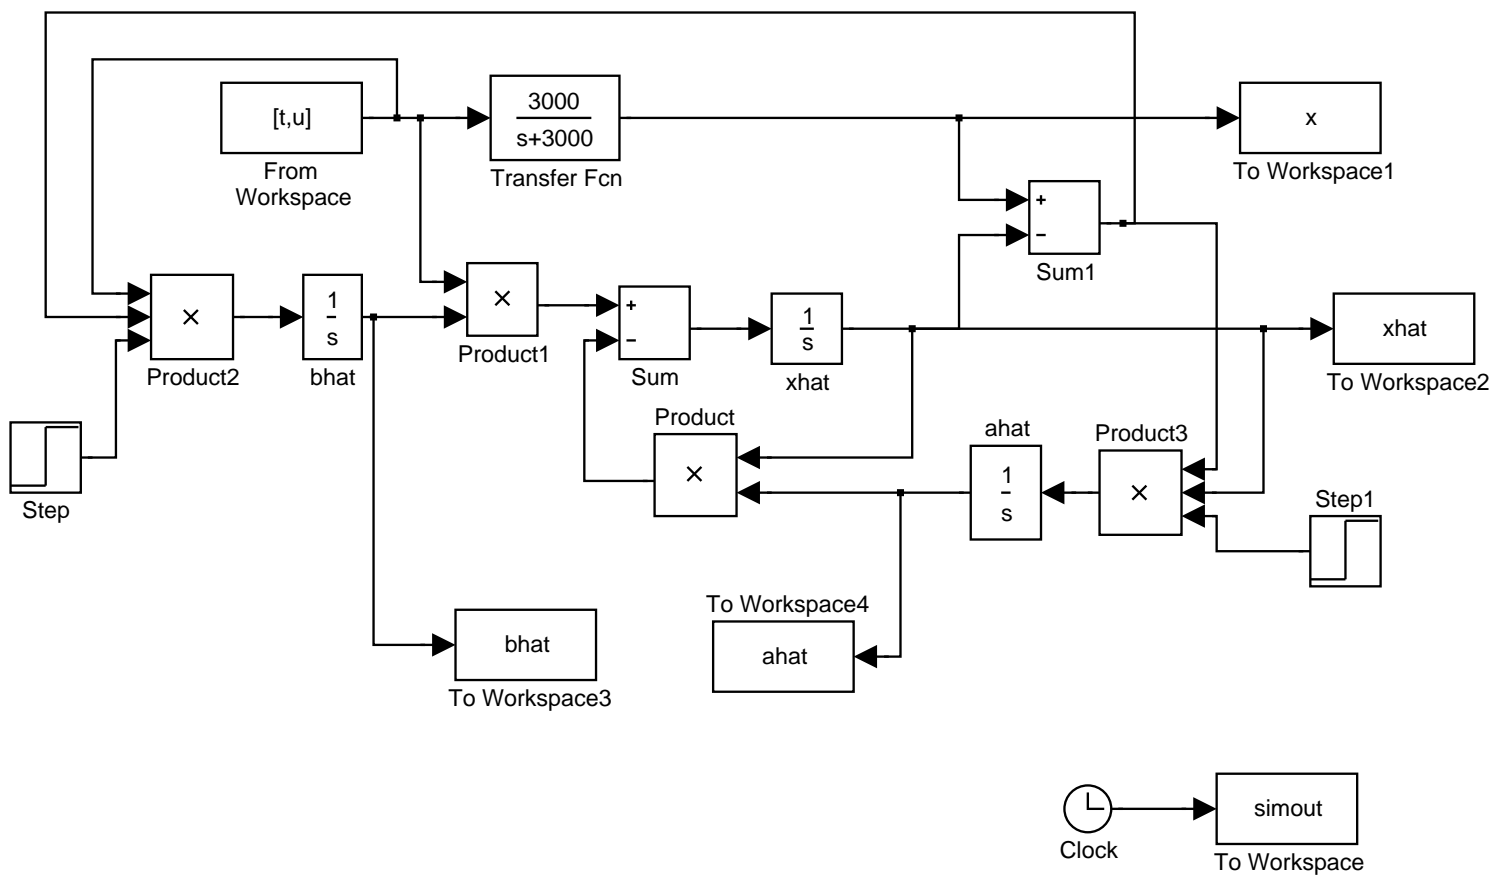 [t,u]
From
Workspace
3000
s+3000
Transfer Fcn
x
To Workspace1
+
−
Sum1
×
Product2
1
s
bhat
×
Product1
+
−
Sum
1
s
xhat
xhat
To Workspace2
Step
Product
×
ahat
1
s
Product3
×
Step1
bhat
To Workspace3
To Workspace4
ahat
Clock
simout
To Workspace